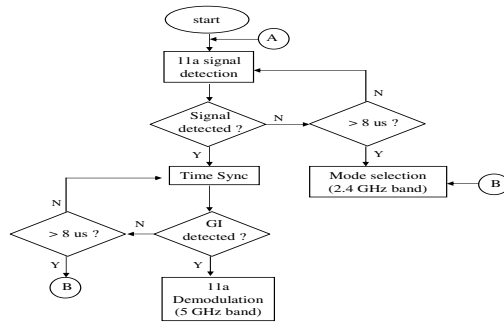 start
A
11a signal
detection
N
Signal
detected ?
N
> 8 us ?
Y
Y
Time Sync
Mode selection
(2.4 GHz band)
B
N
> 8 us ?
N
GI
detected ?
Y
Y
B
11a
Demodulation
(5 GHz band)